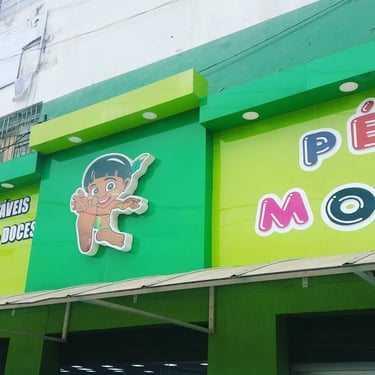 ÁVEIS
DOCES
PÉ
MO